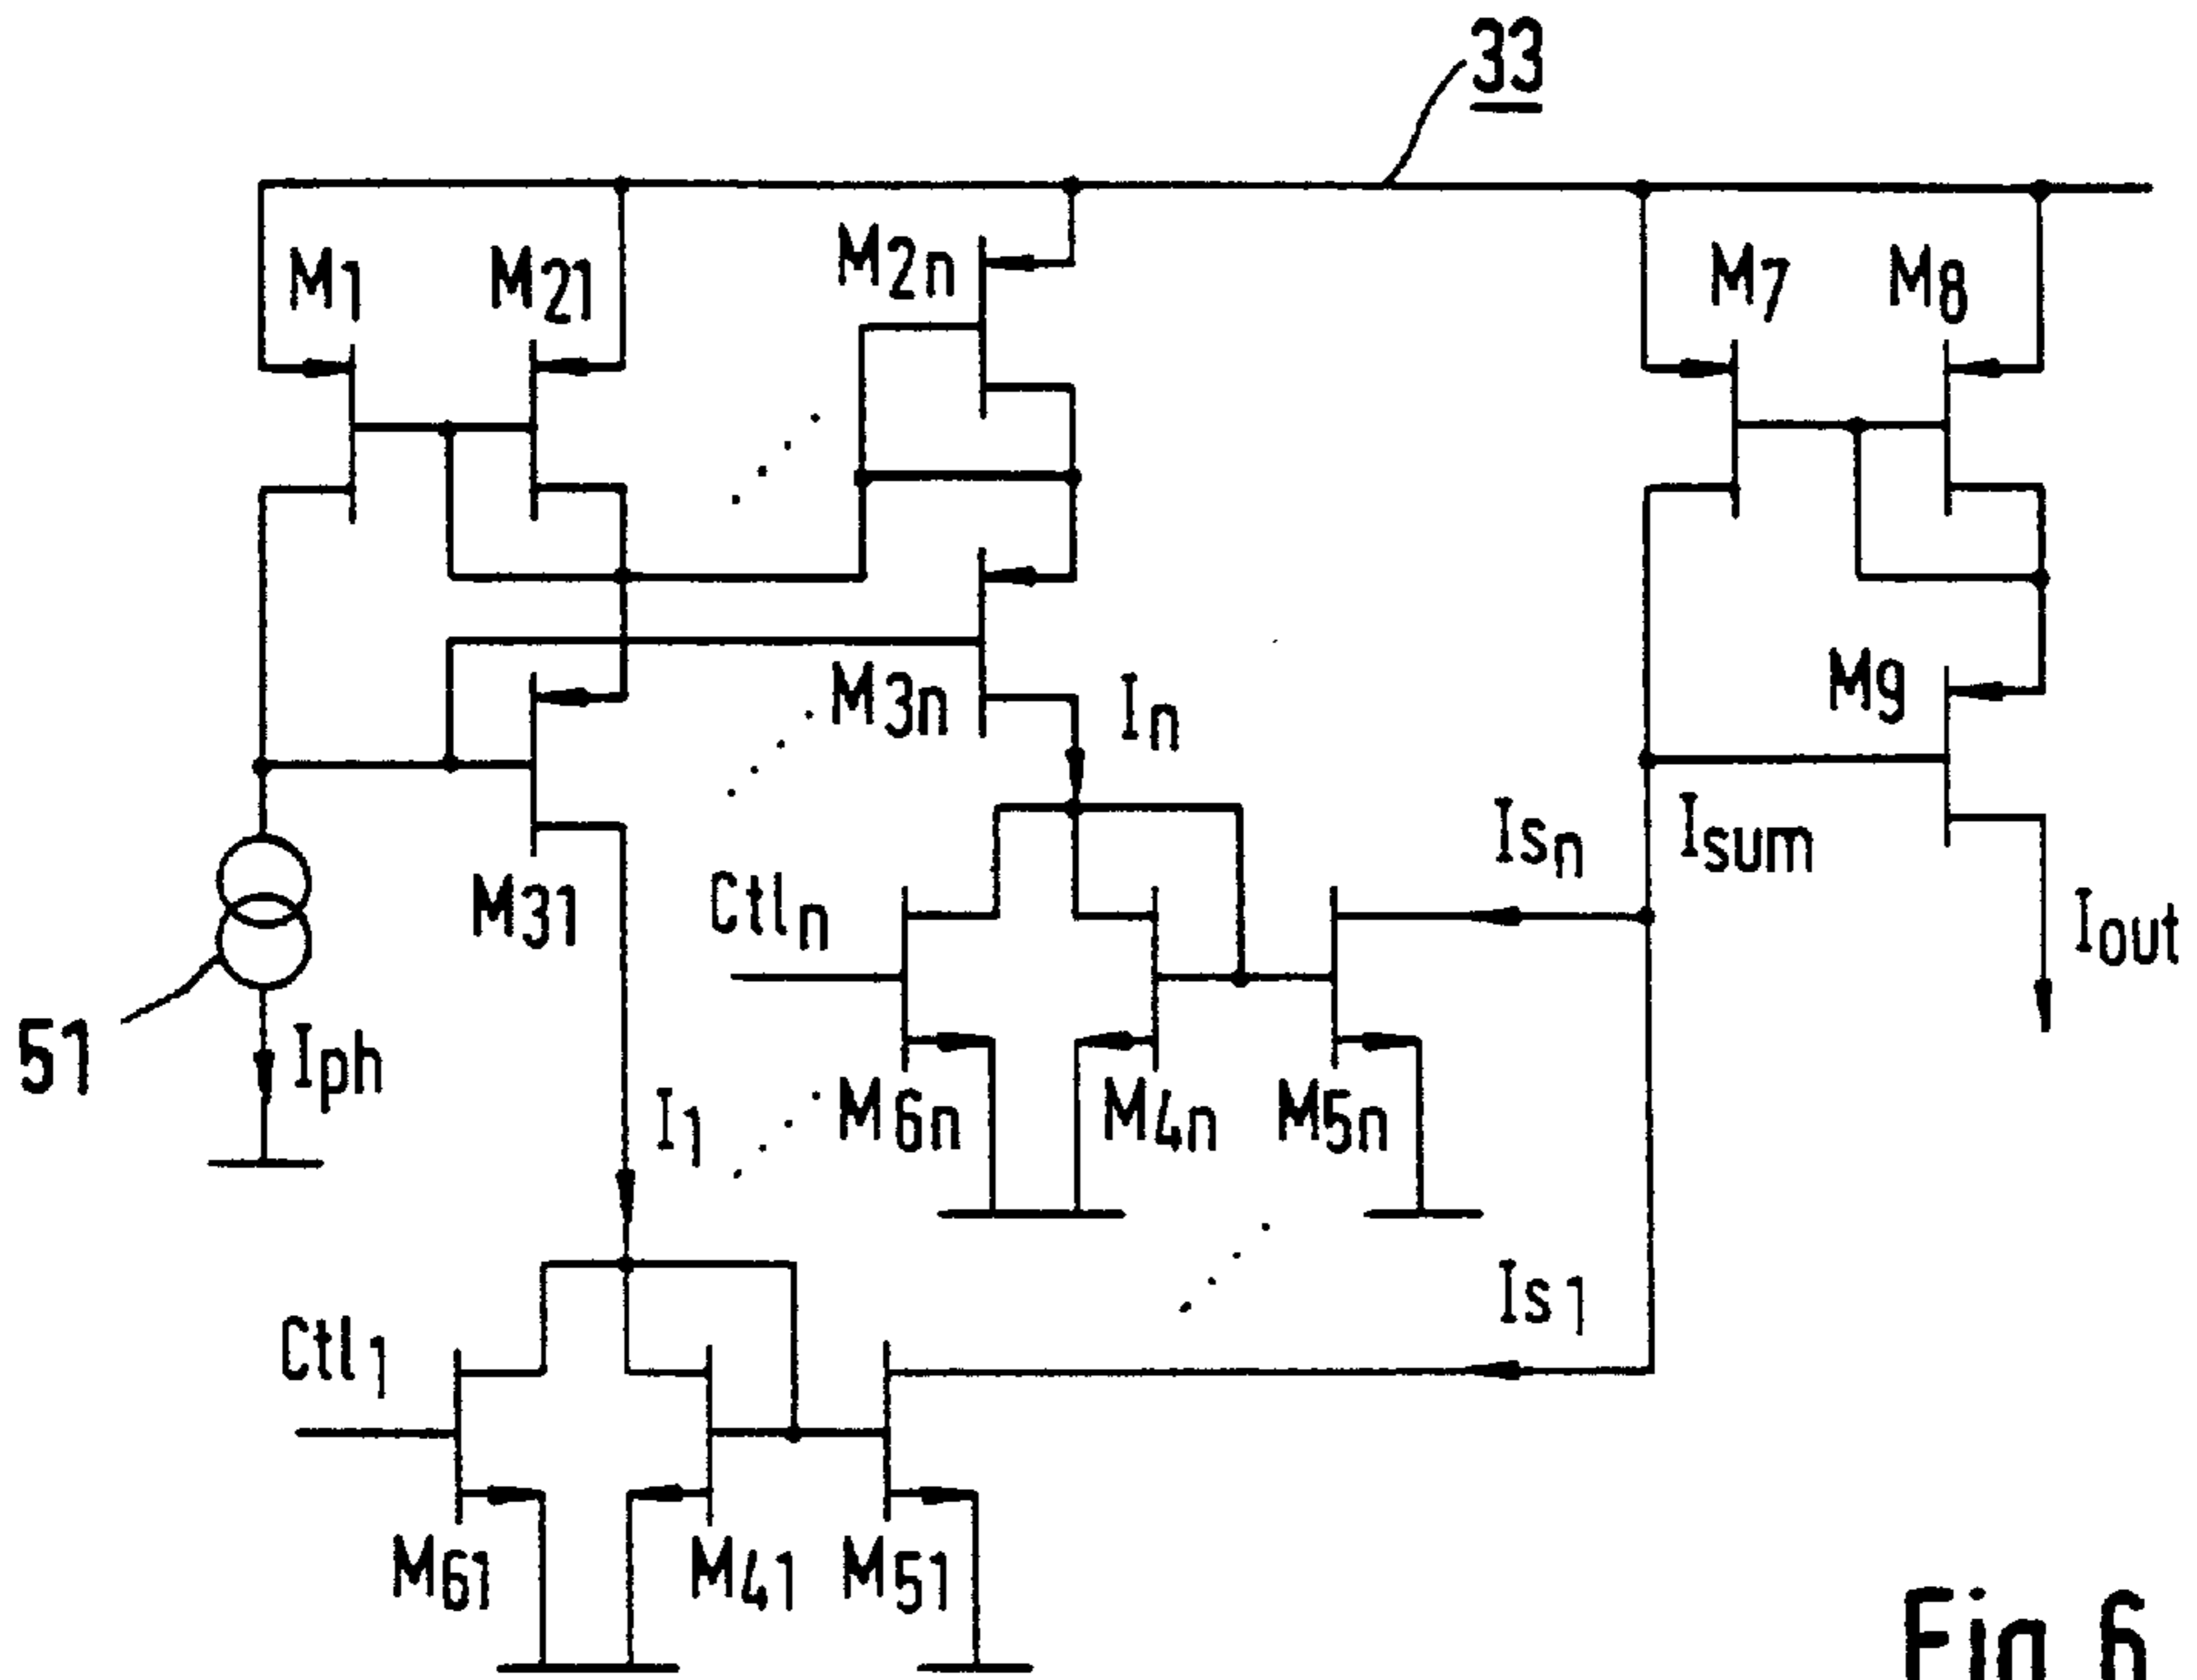 33
M1
M21
M2n
M7
M8
M3n
In
M9
M31
Ctln
Isn
Isum
Iout
51
Iph
I1
M6n
M4n
M5n
Is1
Ctl1
M61
M41
M51
Fig 6